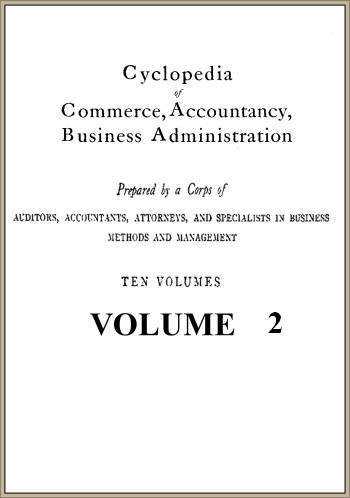 Cyclopedia
of
Commerce, Accountancy,
Business Administration
Prepared by a Corps of
AUDITORS, ACCOUNTANTS, ATTORNEYS, AND SPECIALISTS IN BUSINESS
METHODS AND MANAGEMENT
TEN VOLUMES
VOLUME 2